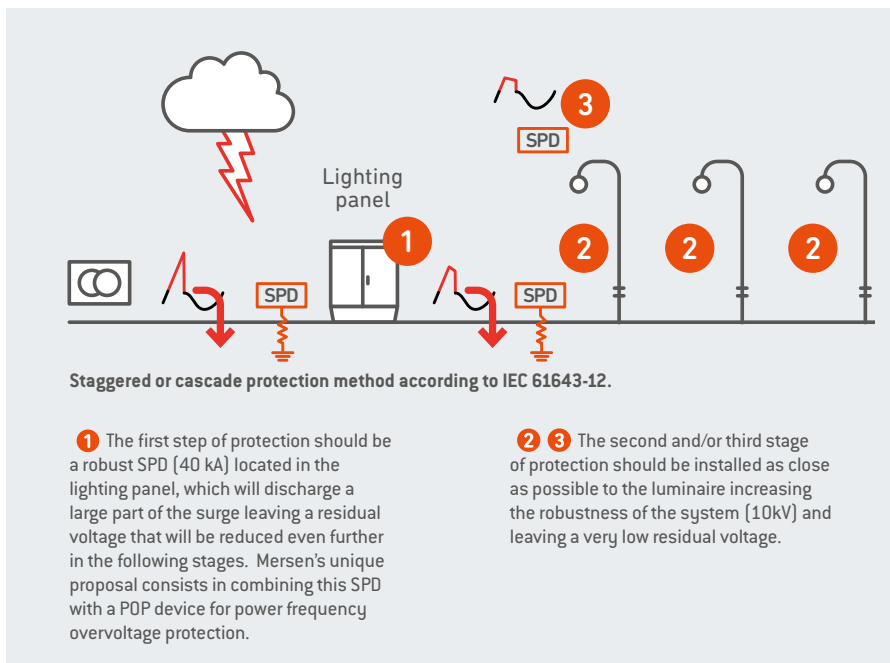 3
SPD
Lighting
panel
1
2
2
2
SPD
SPD
Staggered or cascade protection method according to IEC 61643-12.
1 The first step of protection should be
a robust SPD (40 kA) located in the
lighting panel, which will discharge a
large part of the surge leaving a residual
voltage that will be reduced even further
in the following stages.  Mersen's unique
proposal consists in combining this SPD
with a POP device for power frequency
overvoltage protection.
2 3 The second and/or third stage
of protection should be installed as close
as possible to the luminaire increasing
the robustness of the system (10kV) and
leaving a very low residual voltage.